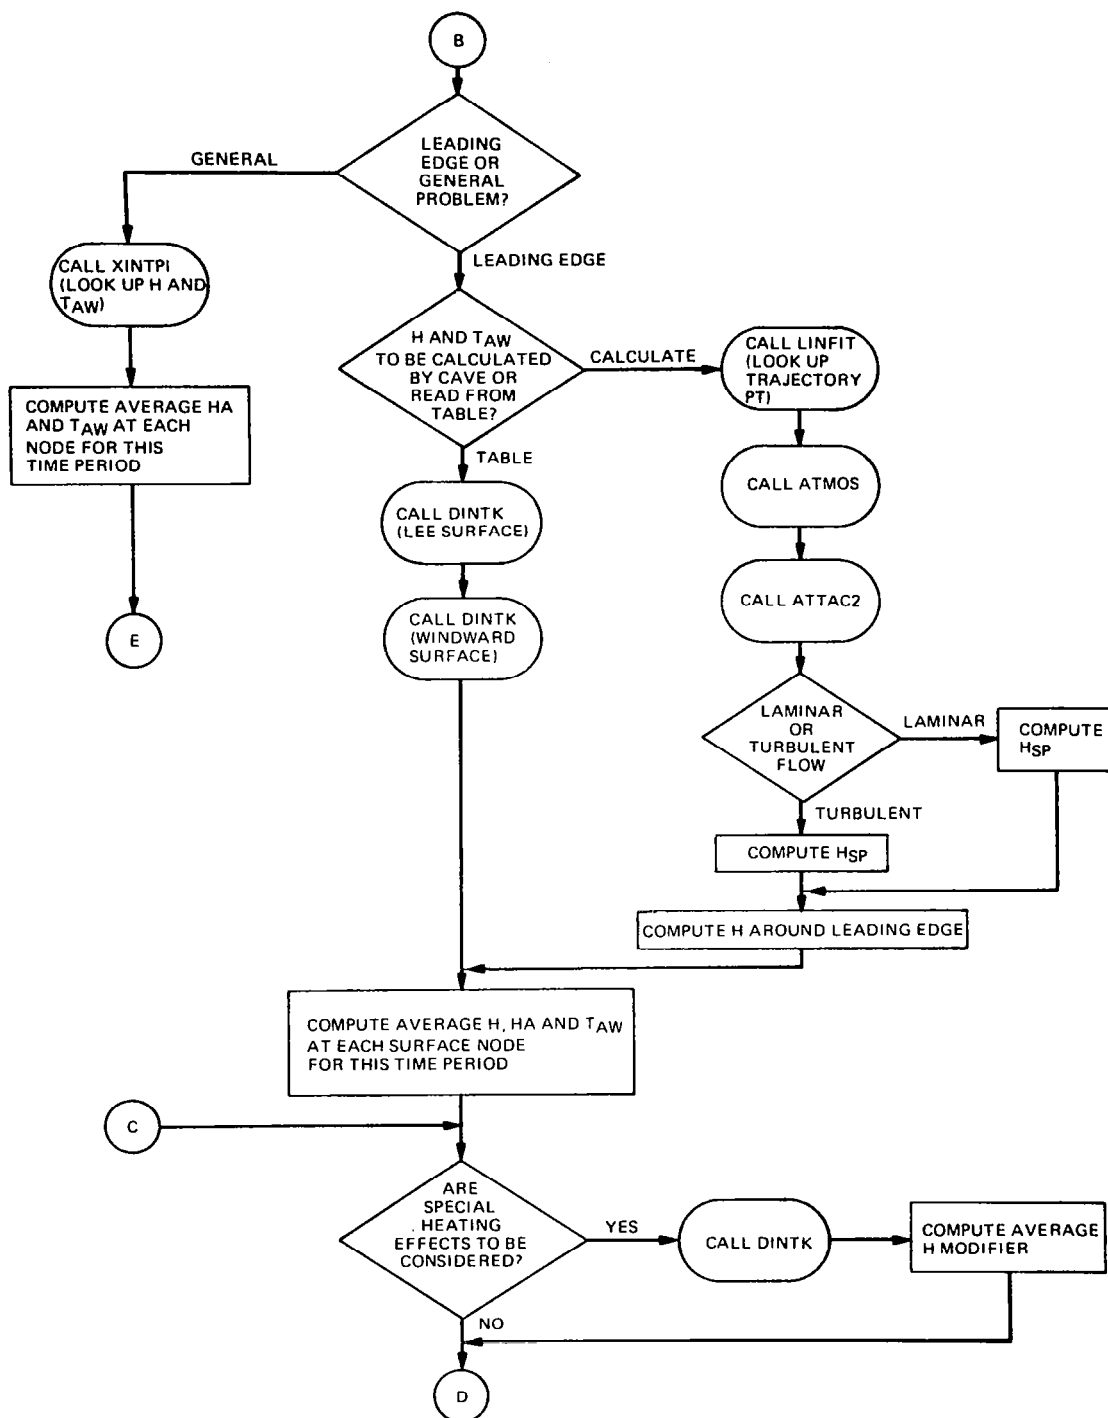 B
LEADING
EDGE OR
GENERAL
PROBLEM?
GENERAL
LEADING EDGE
CALL XINTPI
(LOOK UP H AND
TAW)
COMPUTE AVERAGE HA
AND TAW AT EACH
NODE FOR THIS
TIME PERIOD
E
H AND TAW
TO BE CALCULATED
BY CAVE OR
READ FROM
TABLE?
CALCULATE
TABLE
CALL LINFIT
(LOOK UP
TRAJECTORY
PT)
CALL ATMOS
CALL ATTAC2
CALL DINTK
(LEE SURFACE)
CALL DINTK
(WINDWARD
SURFACE)
LAMINAR
OR
TURBULENT
FLOW
LAMINAR
COMPUTE
HSP
TURBULENT
COMPUTE HSP
COMPUTE H AROUND LEADING EDGE
COMPUTE AVERAGE H, HA AND TAW
AT EACH SURFACE NODE
FOR THIS TIME PERIOD
C
ARE
SPECIAL
HEATING
EFFECTS TO BE
CONSIDERED?
YES
CALL DINTK
COMPUTE AVERAGE
H MODIFIER
NO
D